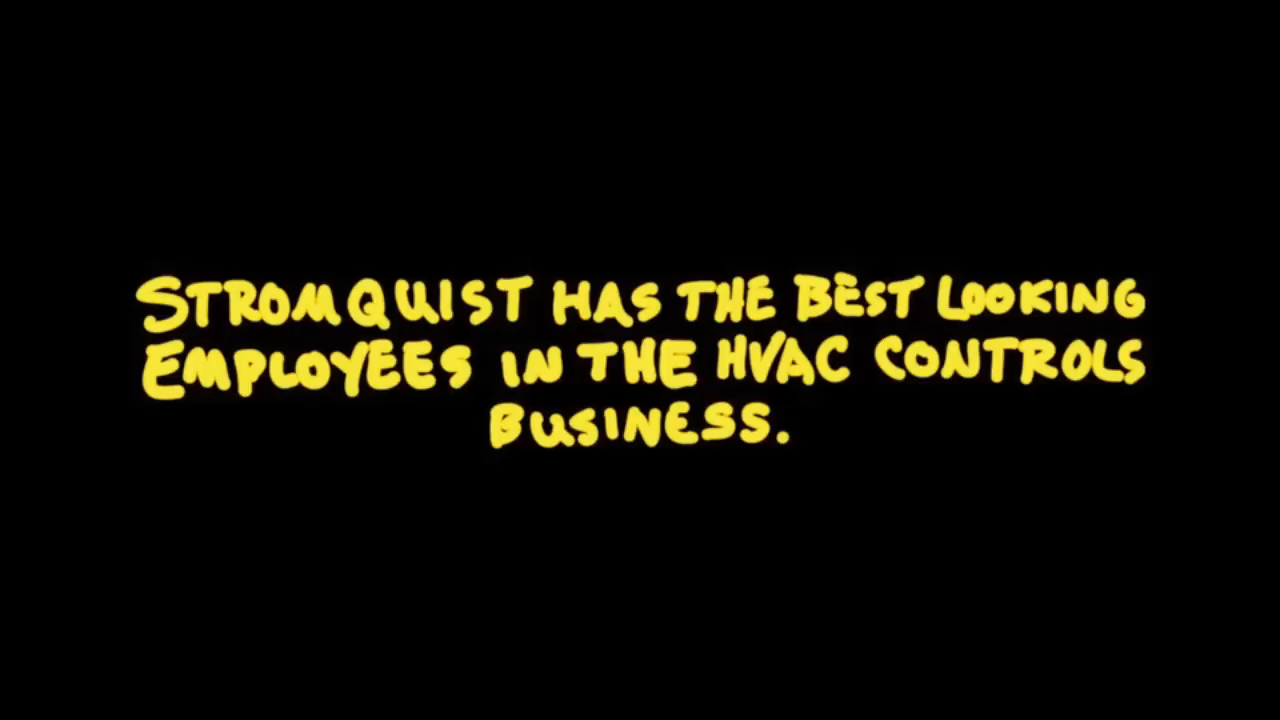 STROMQUIST HAS THE BEST LOOKING
EMPLOYEES IN THE HVAC CONTROLS
BUSINESS.